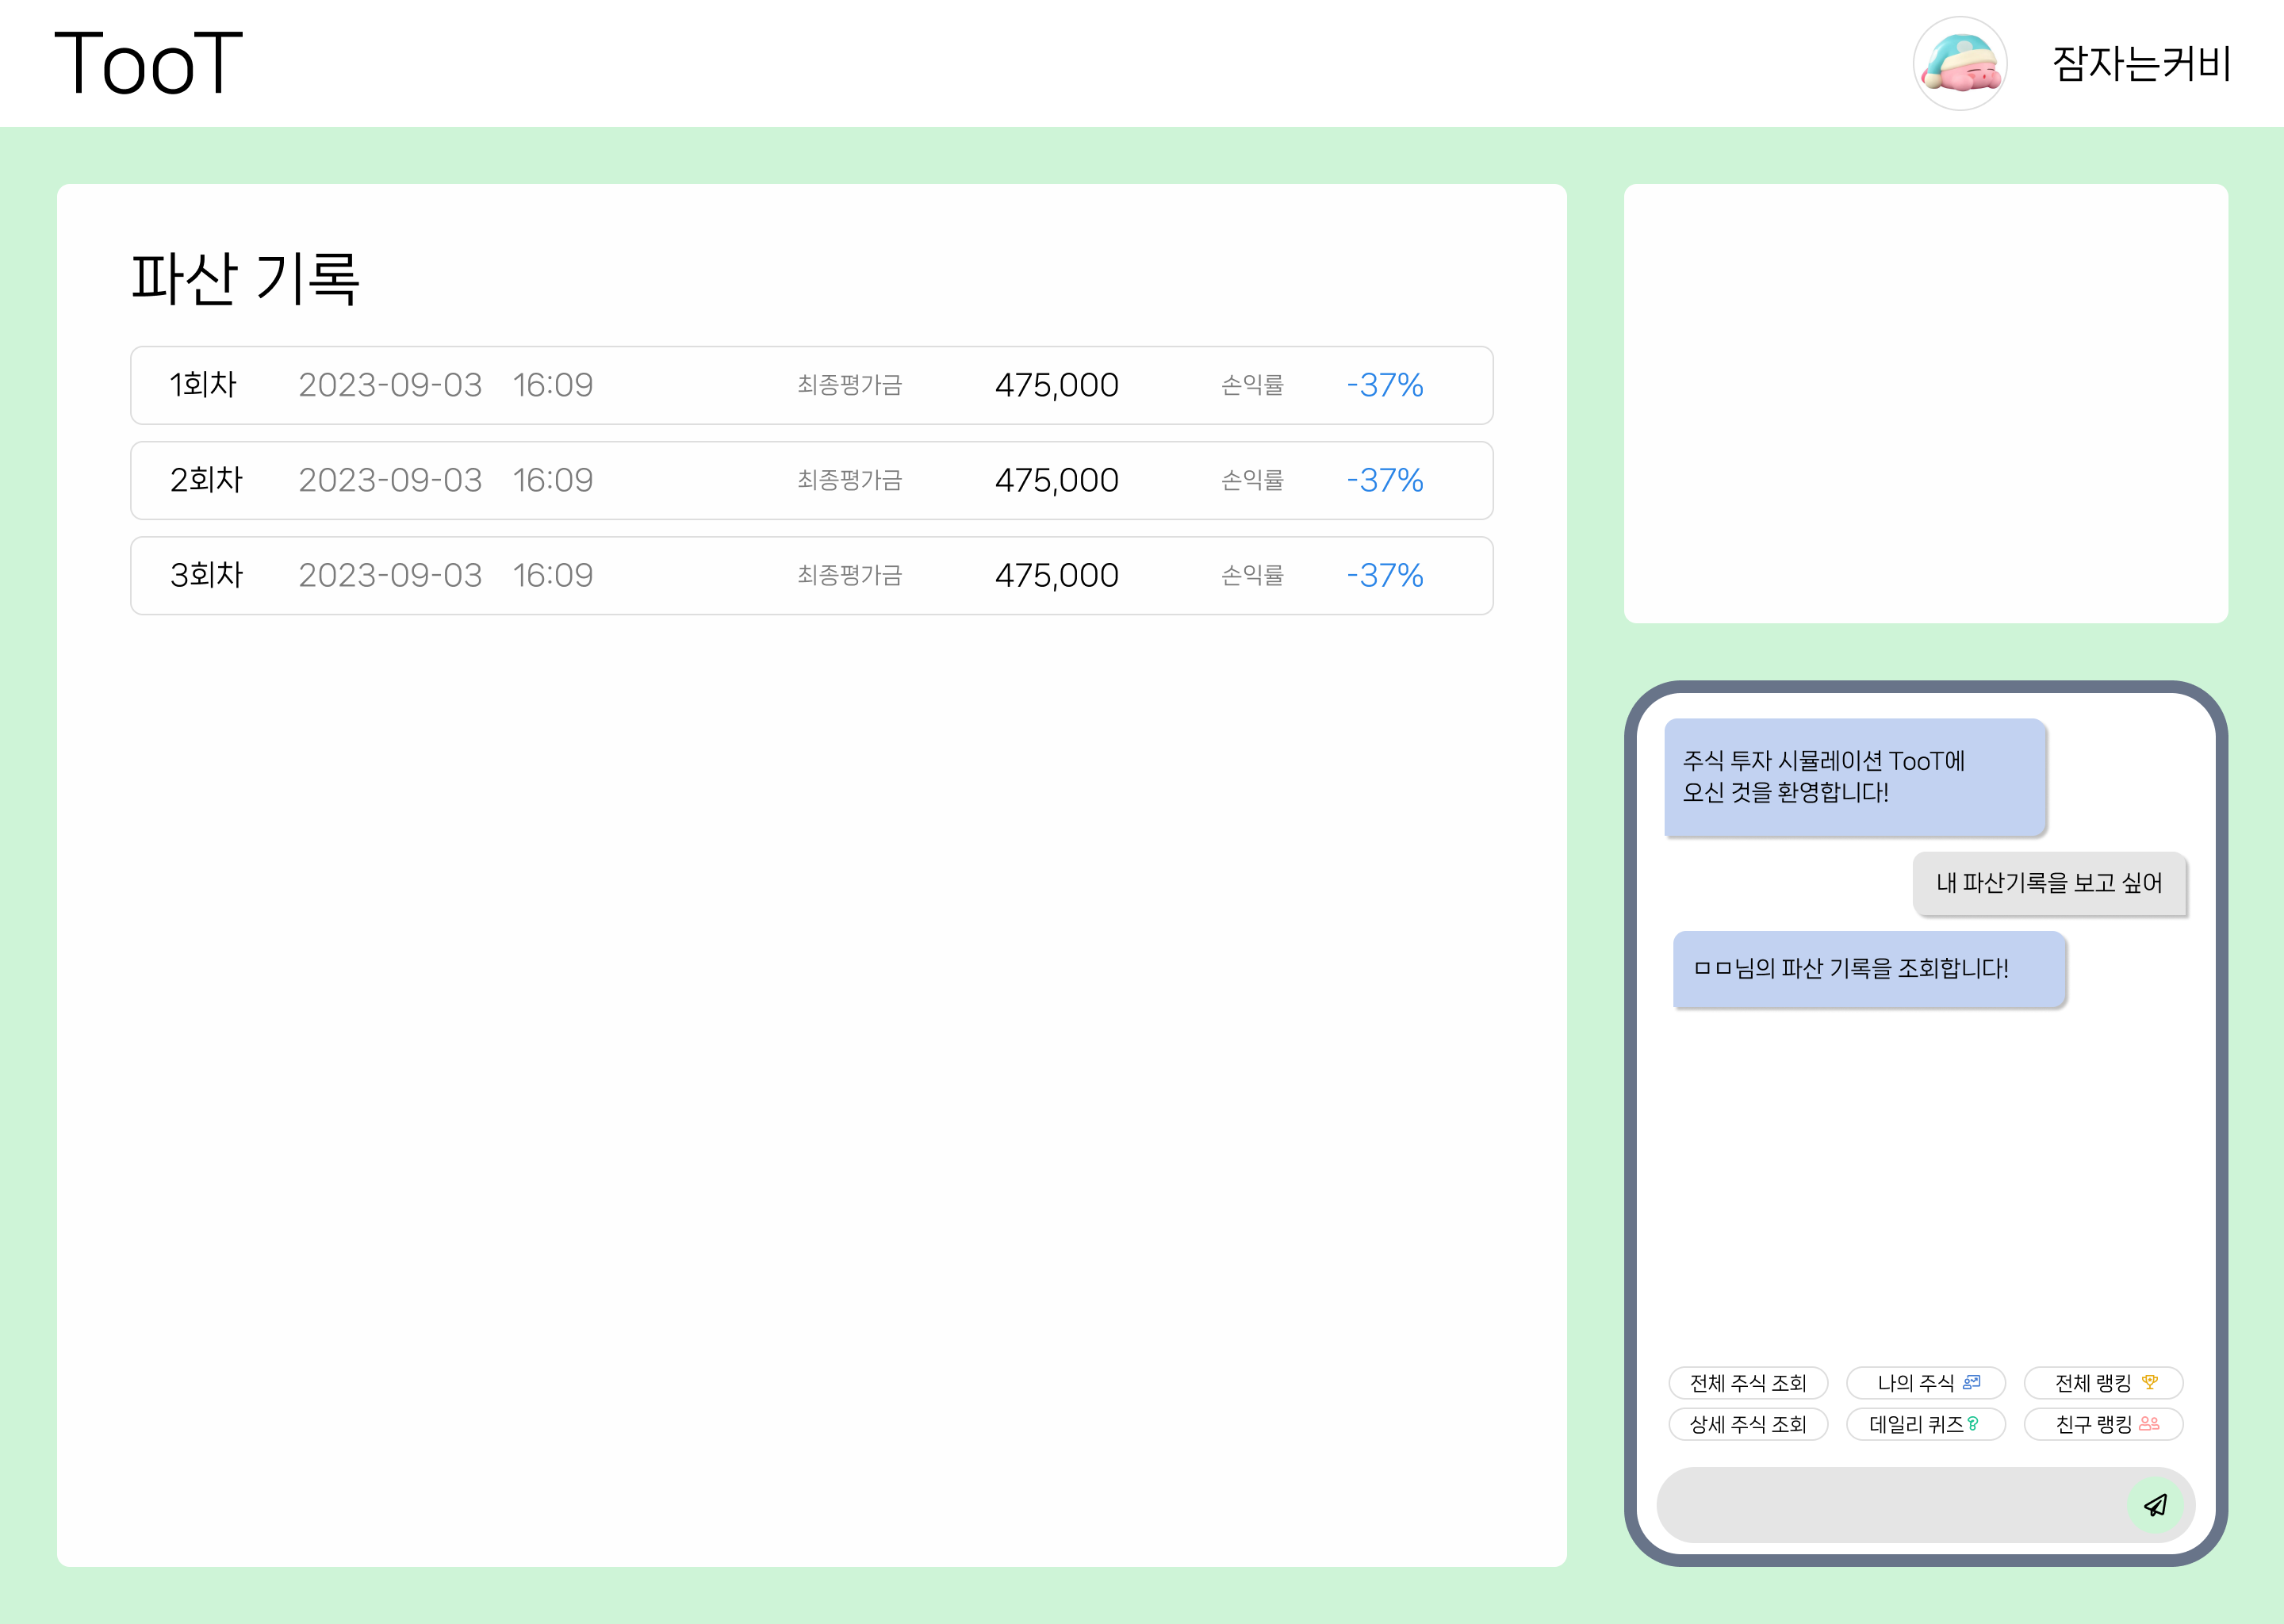 TooT
잠자는커비
파산 기록
1회차 2023-09-03 16:09 최종평가금 475,000 손익률 -37%
2회차 2023-09-03 16:09 최종평가금 475,000 손익률 -37%
3회차 2023-09-03 16:09 최종평가금 475,000 손익률 -37%
주식 투자 시뮬레이션 TooT에
오신 것을 환영합니다!
내 파산기록을 보고 싶어
ㅁㅁ님의 파산 기록을 조회합니다!
전체 주식 조회 나의 주식 전체 랭킹
상세 주식 조회 데일리 퀴즈 친구 랭킹